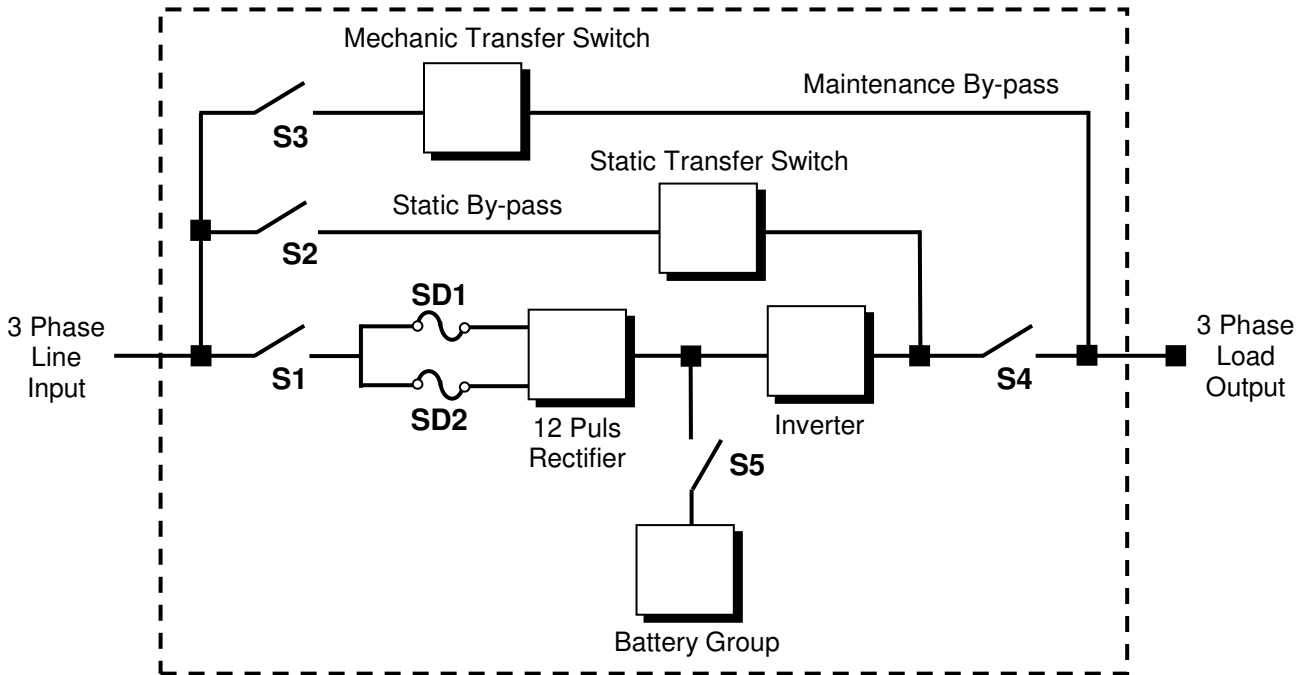 Mechanic Transfer Switch
Maintenance By-pass
S3
Static Transfer Switch
Static By-pass
S2
SD1
3 Phase
Line
Input
S1
SD2
12 Puls
Rectifier
Inverter
S4
3 Phase
Load
Output
S5
Battery Group